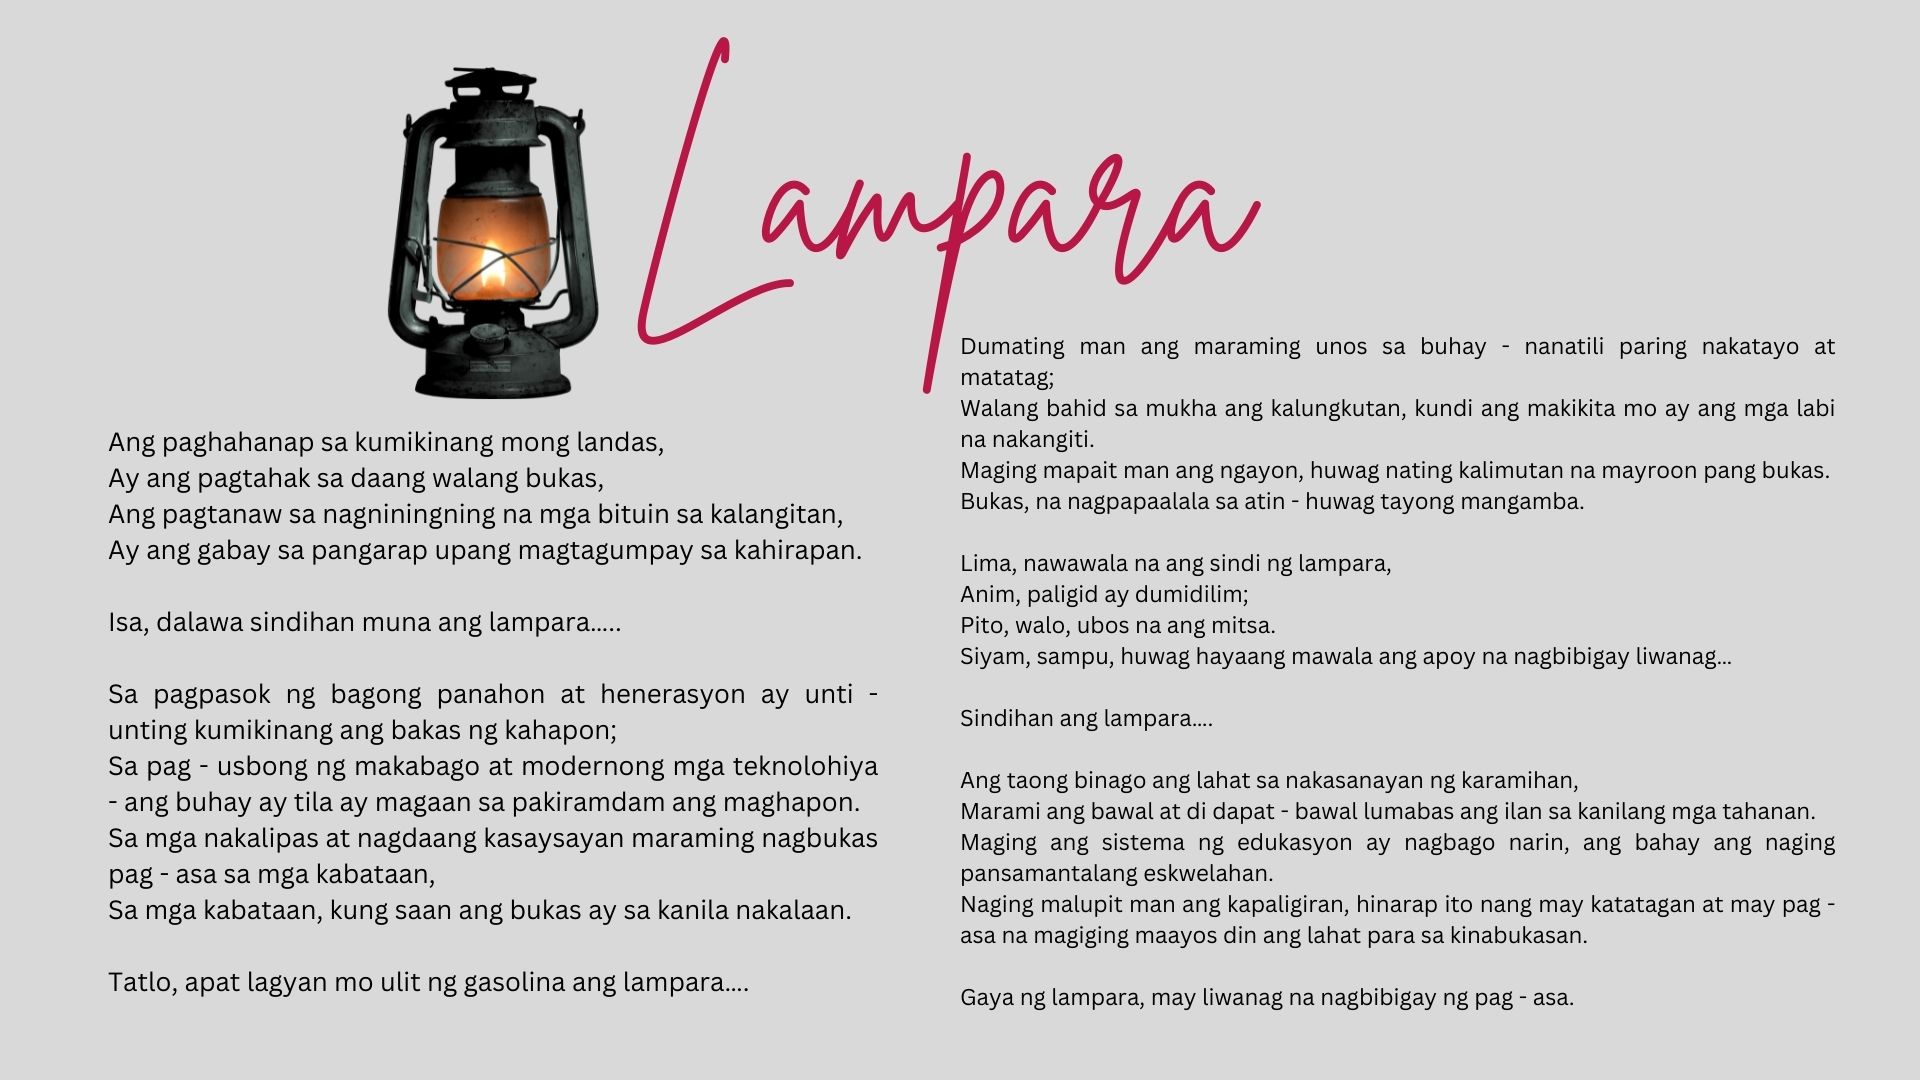 Lampara
Ang paghahanap sa kumikinang mong landas,
Ay ang pagtahak sa daang walang bukas,
Ang pagtanaw sa nagniningning na mga bituin sa kalangitan,
Ay ang gabay sa pangarap upang magtagumpay sa kahirapan.
Isa, dalawa sindihan muna ang lampara.....
Sa pagpasok ng bagong panahon at henerasyon ay unti -
unting kumikinang ang bakas ng kahapon;
Sa pag - usbong ng makabago at modernong mga teknolohiya
- ang buhay ay tila ay magaan sa pakiramdam ang maghapon.
Sa mga nakalipas at nagdaang kasaysayan maraming nagbukas
pag - asa sa mga kabataan,
Sa mga kabataan, kung saan ang bukas ay sa kanila nakalaan.
Tatlo, apat lagyan mo ulit ng gasolina ang lampara....
Dumating man ang maraming unos sa buhay - nanatili paring nakatayo at
matatag;
Walang bahid sa mukha ang kalungkutan, kundi ang makikita mo ay ang mga labi
na nakangiti.
Maging mapait man ang ngayon, huwag nating kalimutan na mayroon pang bukas.
Bukas, na nagpapaalala sa atin - huwag tayong mangamba.
Lima, nawawala na ang sindi ng lampara,
Anim, paligid ay dumidilim;
Pito, walo, ubos na ang mitsa.
Siyam, sampu, huwag hayaang mawala ang apoy na nagbibigay liwanag...
Sindihan ang lampara....
Ang taong binago ang lahat sa nakasanayan ng karamihan,
Marami ang bawal at di dapat - bawal lumabas ang ilan sa kanilang mga tahanan.
Maging ang sistema ng edukasyon ay nagbago narin, ang bahay ang naging
pansamantalang eskwelahan.
Naging malupit man ang kapaligiran, hinarap ito nang may katatagan at may pag -
asa na magiging maayos din ang lahat para sa kinabukasan.
Gaya ng lampara, may liwanag na nagbibigay ng pag - asa.